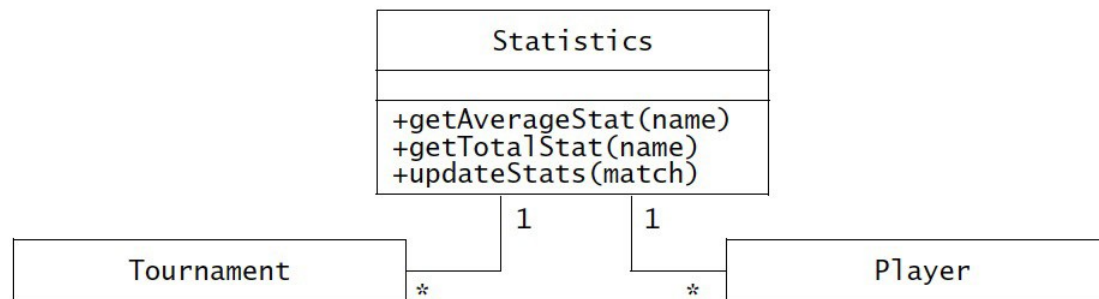 Statistics
+getAverageStat(name)
+getTotalStat(name)
+updateStats(match)
1 1
Tournament
Player
* *